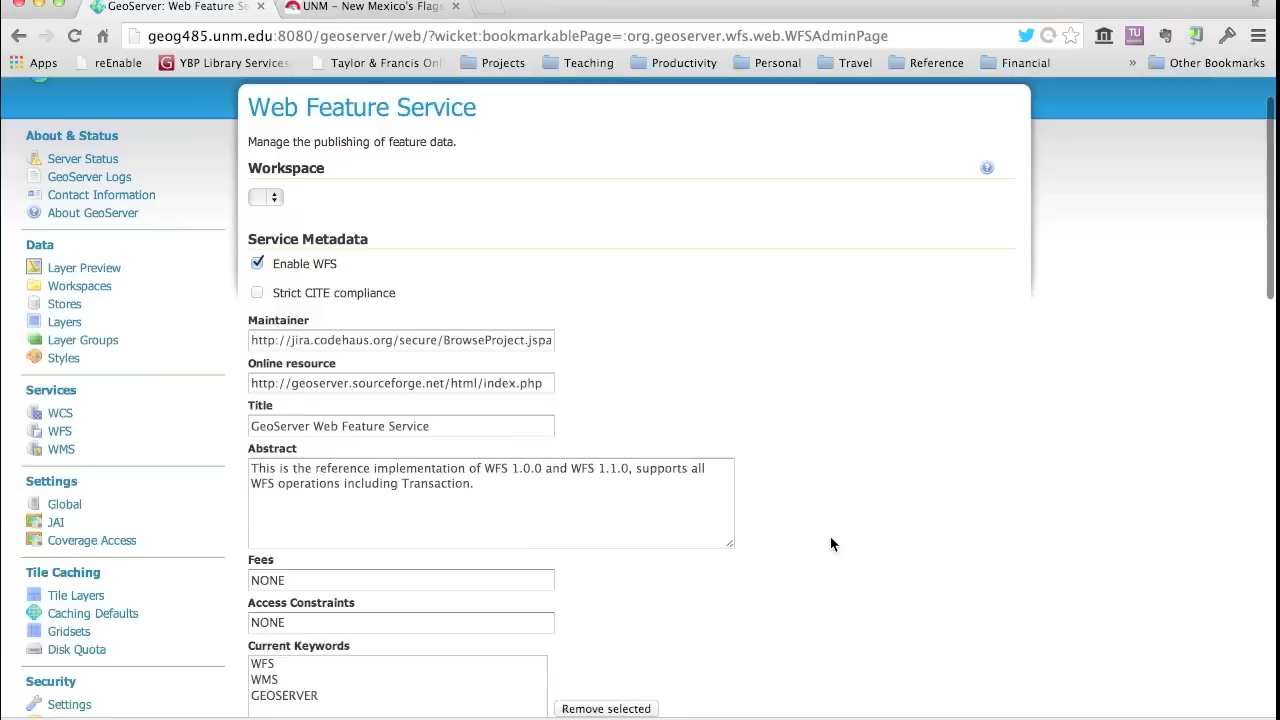 GeoServer: Web Feature Se
UNM – New Mexico's Flags
geog485.unm.edu:8080/geoserver/web/?wicket:bookmarkablePage=:org.geoserver.wfs.web.WFSAdminPage
Apps reEnable YBP Library Services Taylor & Francis Onl Projects Teaching Productivity Personal Travel Reference Financial » Other Bookmarks
Web Feature Service
Manage the publishing of feature data.
Workspace
Service Metadata
Enable WFS
Strict CITE compliance
Maintainer
http://jira.codehaus.org/secure/BrowseProject.jspa
Online resource
http://geoserver.sourceforge.net/html/index.php
Title
GeoServer Web Feature Service
Abstract
This is the reference implementation of WFS 1.0.0 and WFS 1.1.0, supports all
WFS operations including Transaction.
Fees
NONE
Access Constraints
NONE
Current Keywords
WFS
WMS
GEOSERVER
Remove selected
About & Status
Server Status
GeoServer Logs
Contact Information
About GeoServer
Data
Layer Preview
Workspaces
Stores
Layers
Layer Groups
Styles
Services
WCS
WFS
WMS
Settings
Global
JAI
Coverage Access
Tile Caching
Tile Layers
Caching Defaults
Gridsets
Disk Quota
Security
Settings